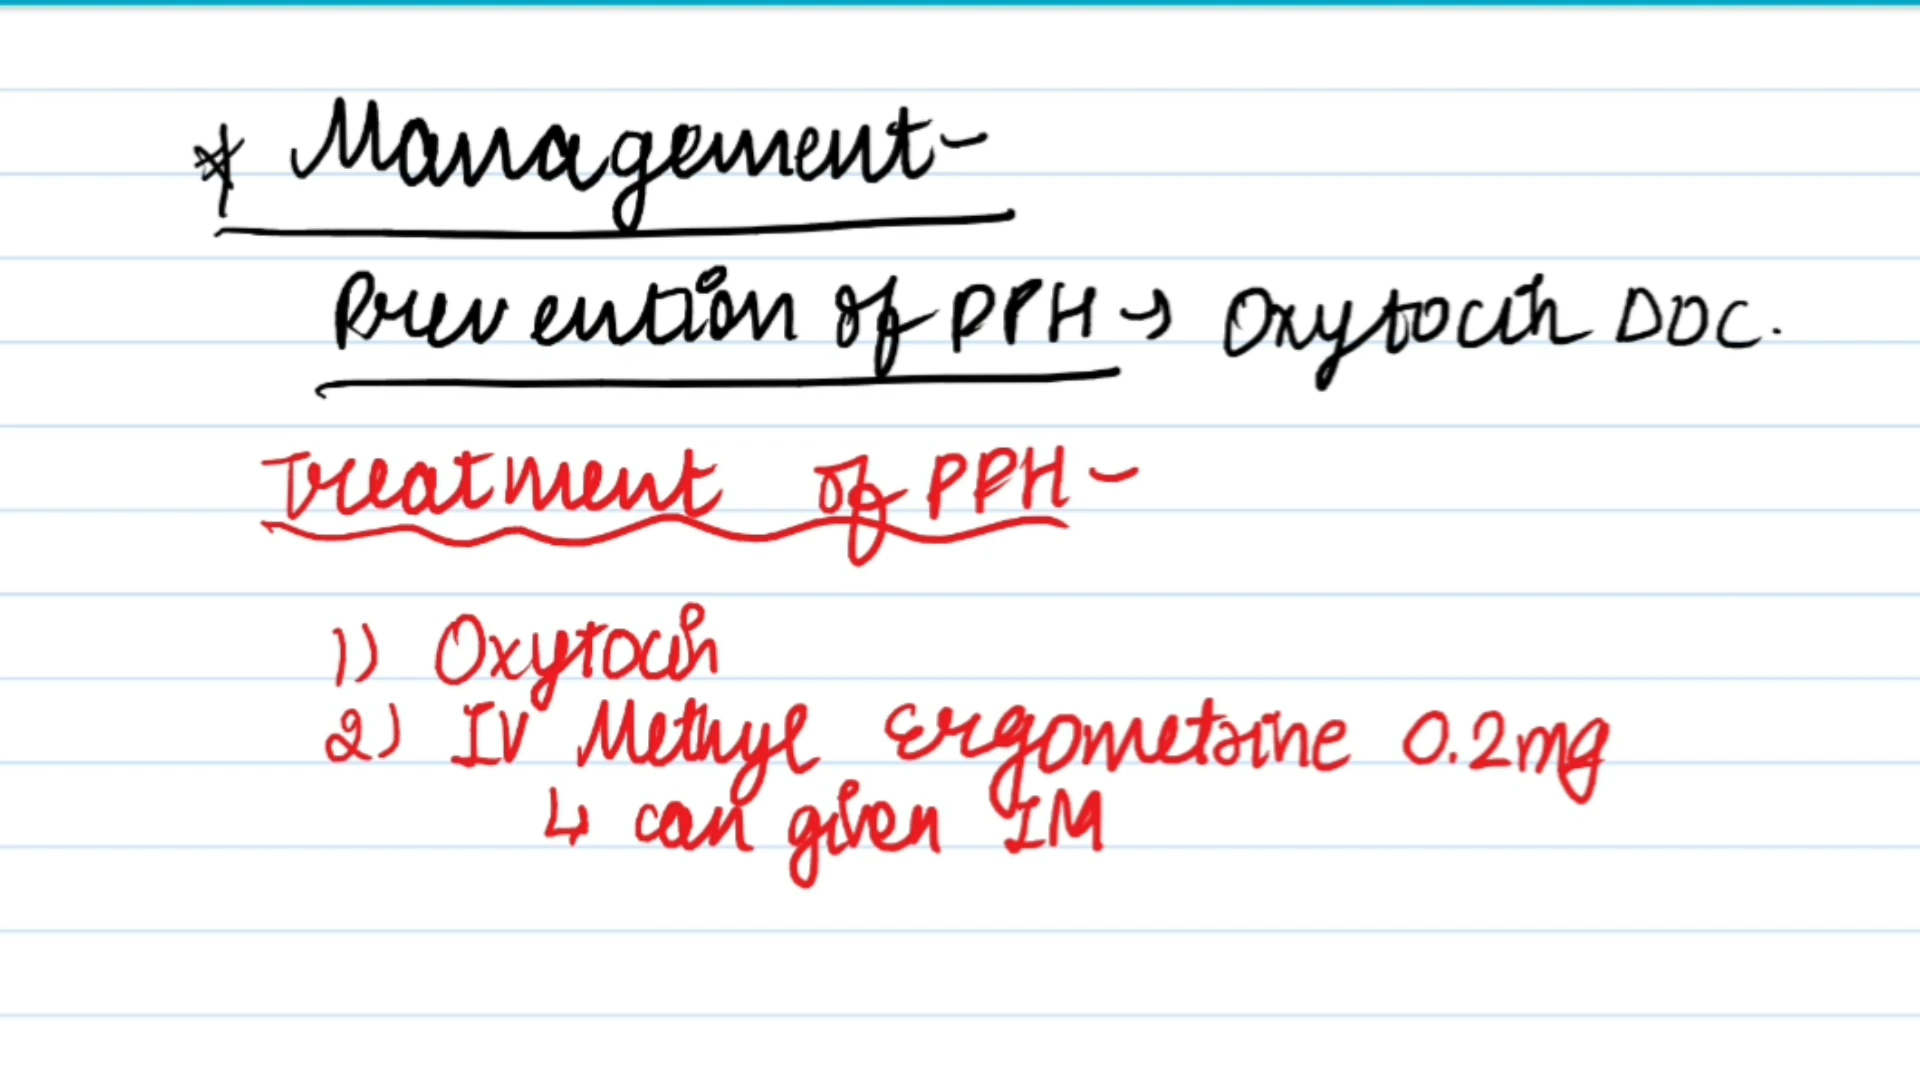 * Management-
Prevention of PPH → Oxytocin DOC.
Treatment of PPH -
1) Oxytocin
2) IV Methyl Ergometrine 0.2mg
↳ can given IM